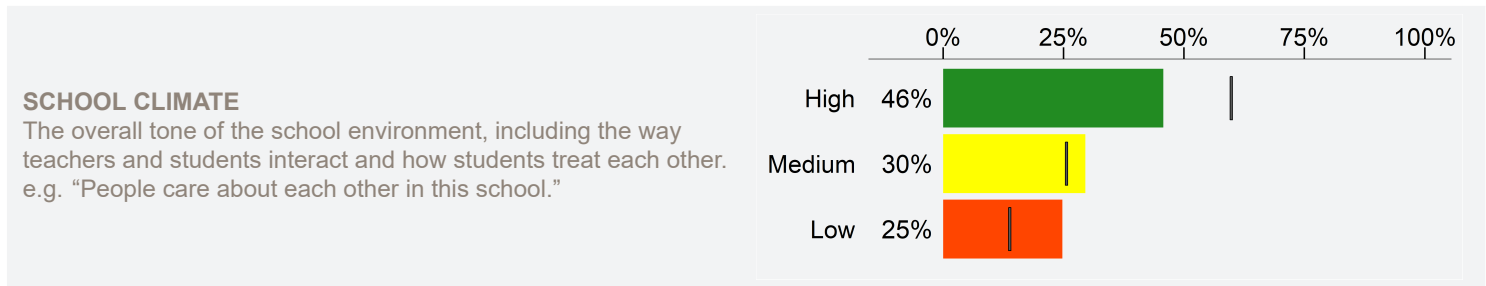 SCHOOL CLIMATE
The overall tone of the school environment, including the way
teachers and students interact and how students treat each other.
e.g. “People care about each other in this school.”
0% 25% 50% 75% 100%
High 46%
Medium 30%
Low 25%